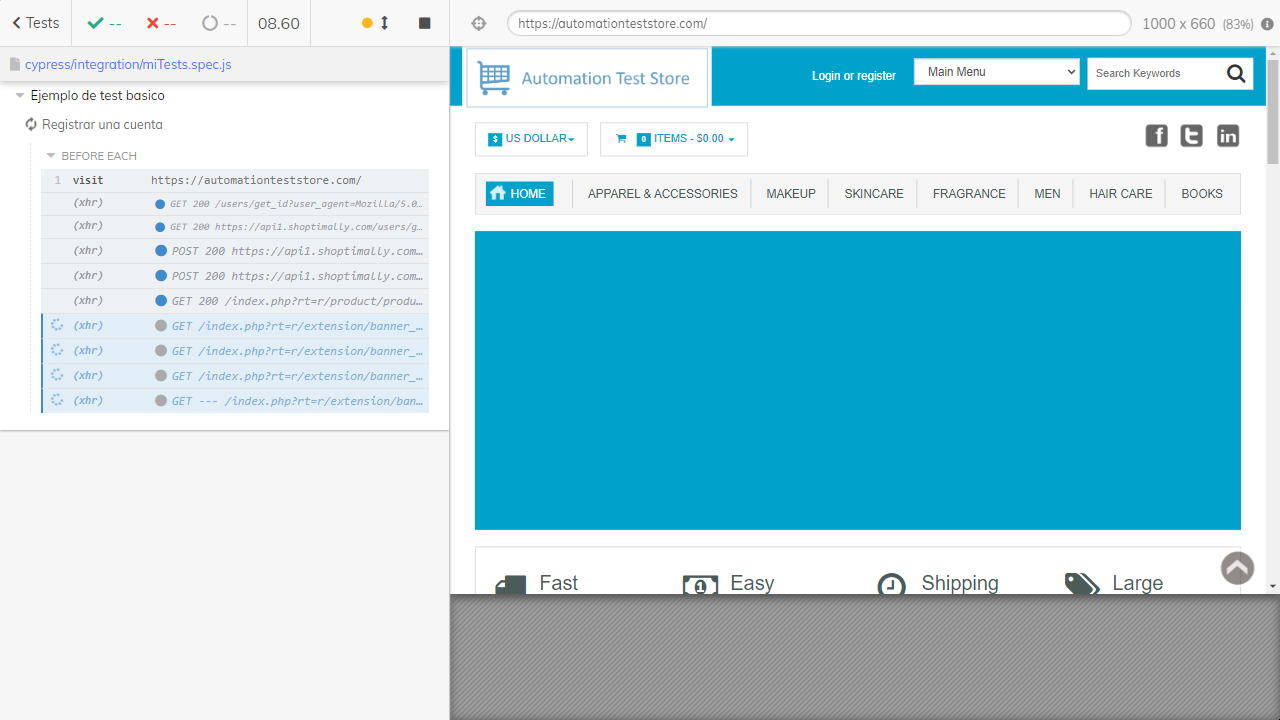 Tests
--
--
--
08.60
https://automationteststore.com/
1000 x 660 (83%)
cypress/integration/miTests.spec.js
Ejemplo de test basico
Registrar una cuenta
BEFORE EACH
1 visit https://automationteststore.com/
(xhr) GET 200 /users/get_id?user_agent=Mozilla/5.0…
(xhr) GET 200 https://api1.shoptimally.com/users/g…
(xhr) POST 200 https://api1.shoptimally.com…
(xhr) POST 200 https://api1.shoptimally.com…
(xhr) GET 200 /index.php?rt=r/product/produ…
(xhr) GET /index.php?rt=r/extension/banner_…
(xhr) GET /index.php?rt=r/extension/banner_…
(xhr) GET /index.php?rt=r/extension/banner_…
(xhr) GET --- /index.php?rt=r/extension/ban…
Automation Test Store
Login or register
Main Menu
Search Keywords
$ US DOLLAR
0 ITEMS - $0.00
HOME
APPAREL & ACCESSORIES
MAKEUP
SKINCARE
FRAGRANCE
MEN
HAIR CARE
BOOKS
Fast
Easy
Shipping
Large